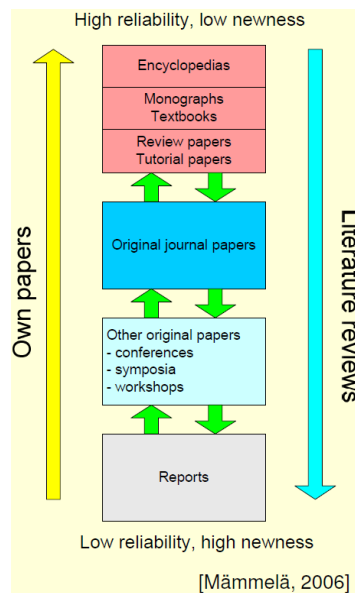 High reliability, low newness
Encyclopedias
Monographs
Textbooks
Review papers
Tutorial papers
Original journal papers
Other original papers
- conferences
- symposia
- workshops
Reports
Own papers
Literature reviews
Low reliability, high newness
[Mämmelä, 2006]